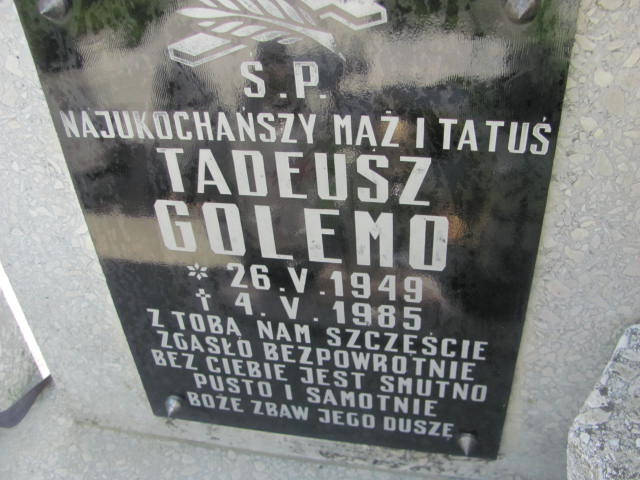 Ś.P.
NAJUKOCHAŃSZY MĄŻ I TATUŚ
TADEUSZ
GOLEMO
* 26.V.1949
† 4.V.1985
Z TOBĄ NAM SZCZĘŚCIE
ZGASŁO BEZPOWROTNIE
BEZ CIEBIE JEST SMUTNO
PUSTO I SAMOTNIE
BOŻE ZBAW JEGO DUSZĘ